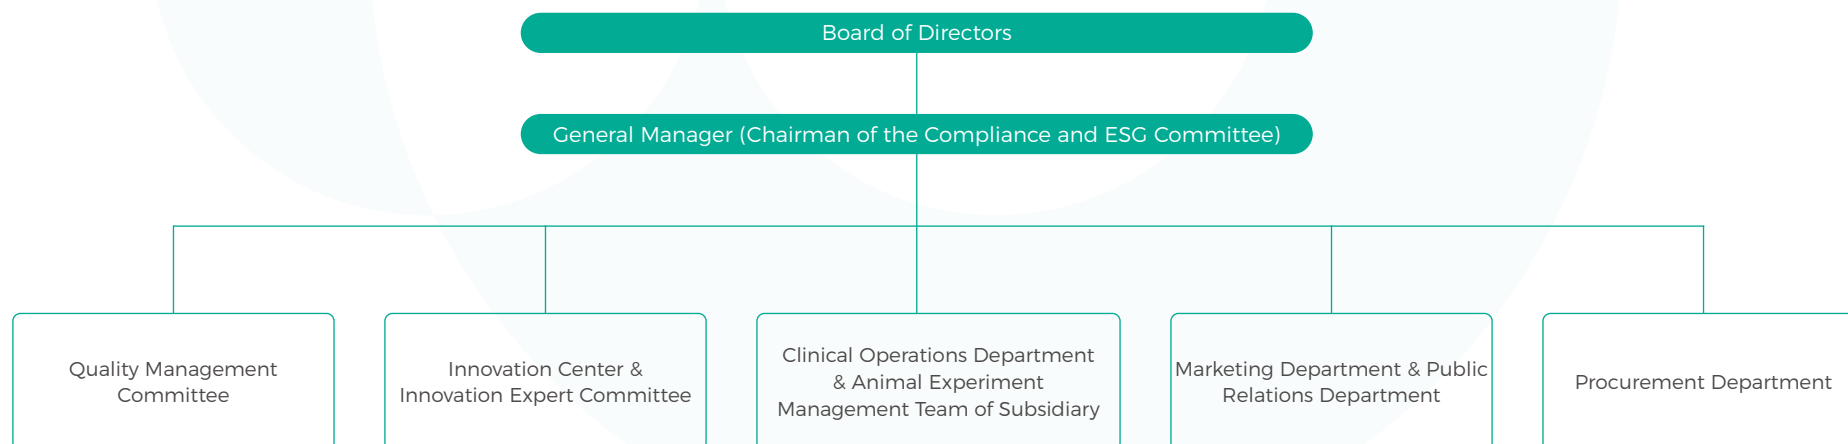 Board of Directors
General Manager (Chairman of the Compliance and ESG Committee)
Quality Management
Committee
Innovation Center &
Innovation Expert Committee
Clinical Operations Department
& Animal Experiment
Management Team of Subsidiary
Marketing Department & Public
Relations Department
Procurement Department